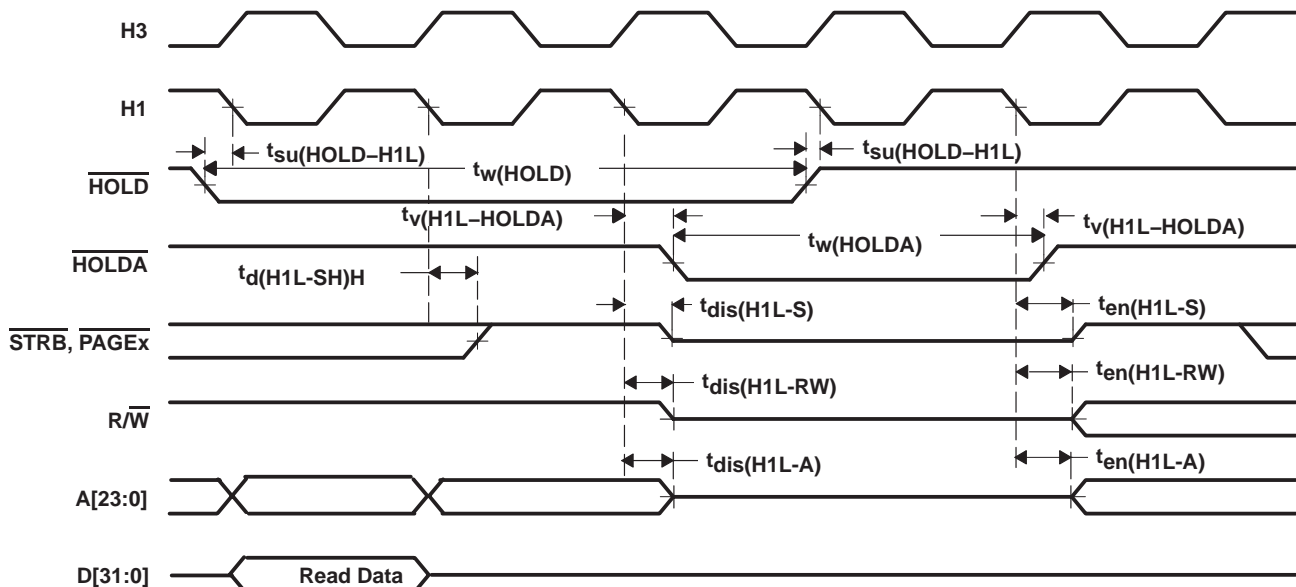 H3
H1
tsu(HOLD–H1L)
tsu(HOLD–H1L)
HOLD
tw(HOLD)
tv(H1L–HOLDA)
tv(H1L–HOLDA)
tw(HOLDA)
HOLDA
td(H1L-SH)H
tdis(H1L-S)
ten(H1L-S)
STRB, PAGEx
tdis(H1L-RW)
ten(H1L-RW)
R/W
tdis(H1L-A)
ten(H1L-A)
A[23:0]
D[31:0]
Read Data